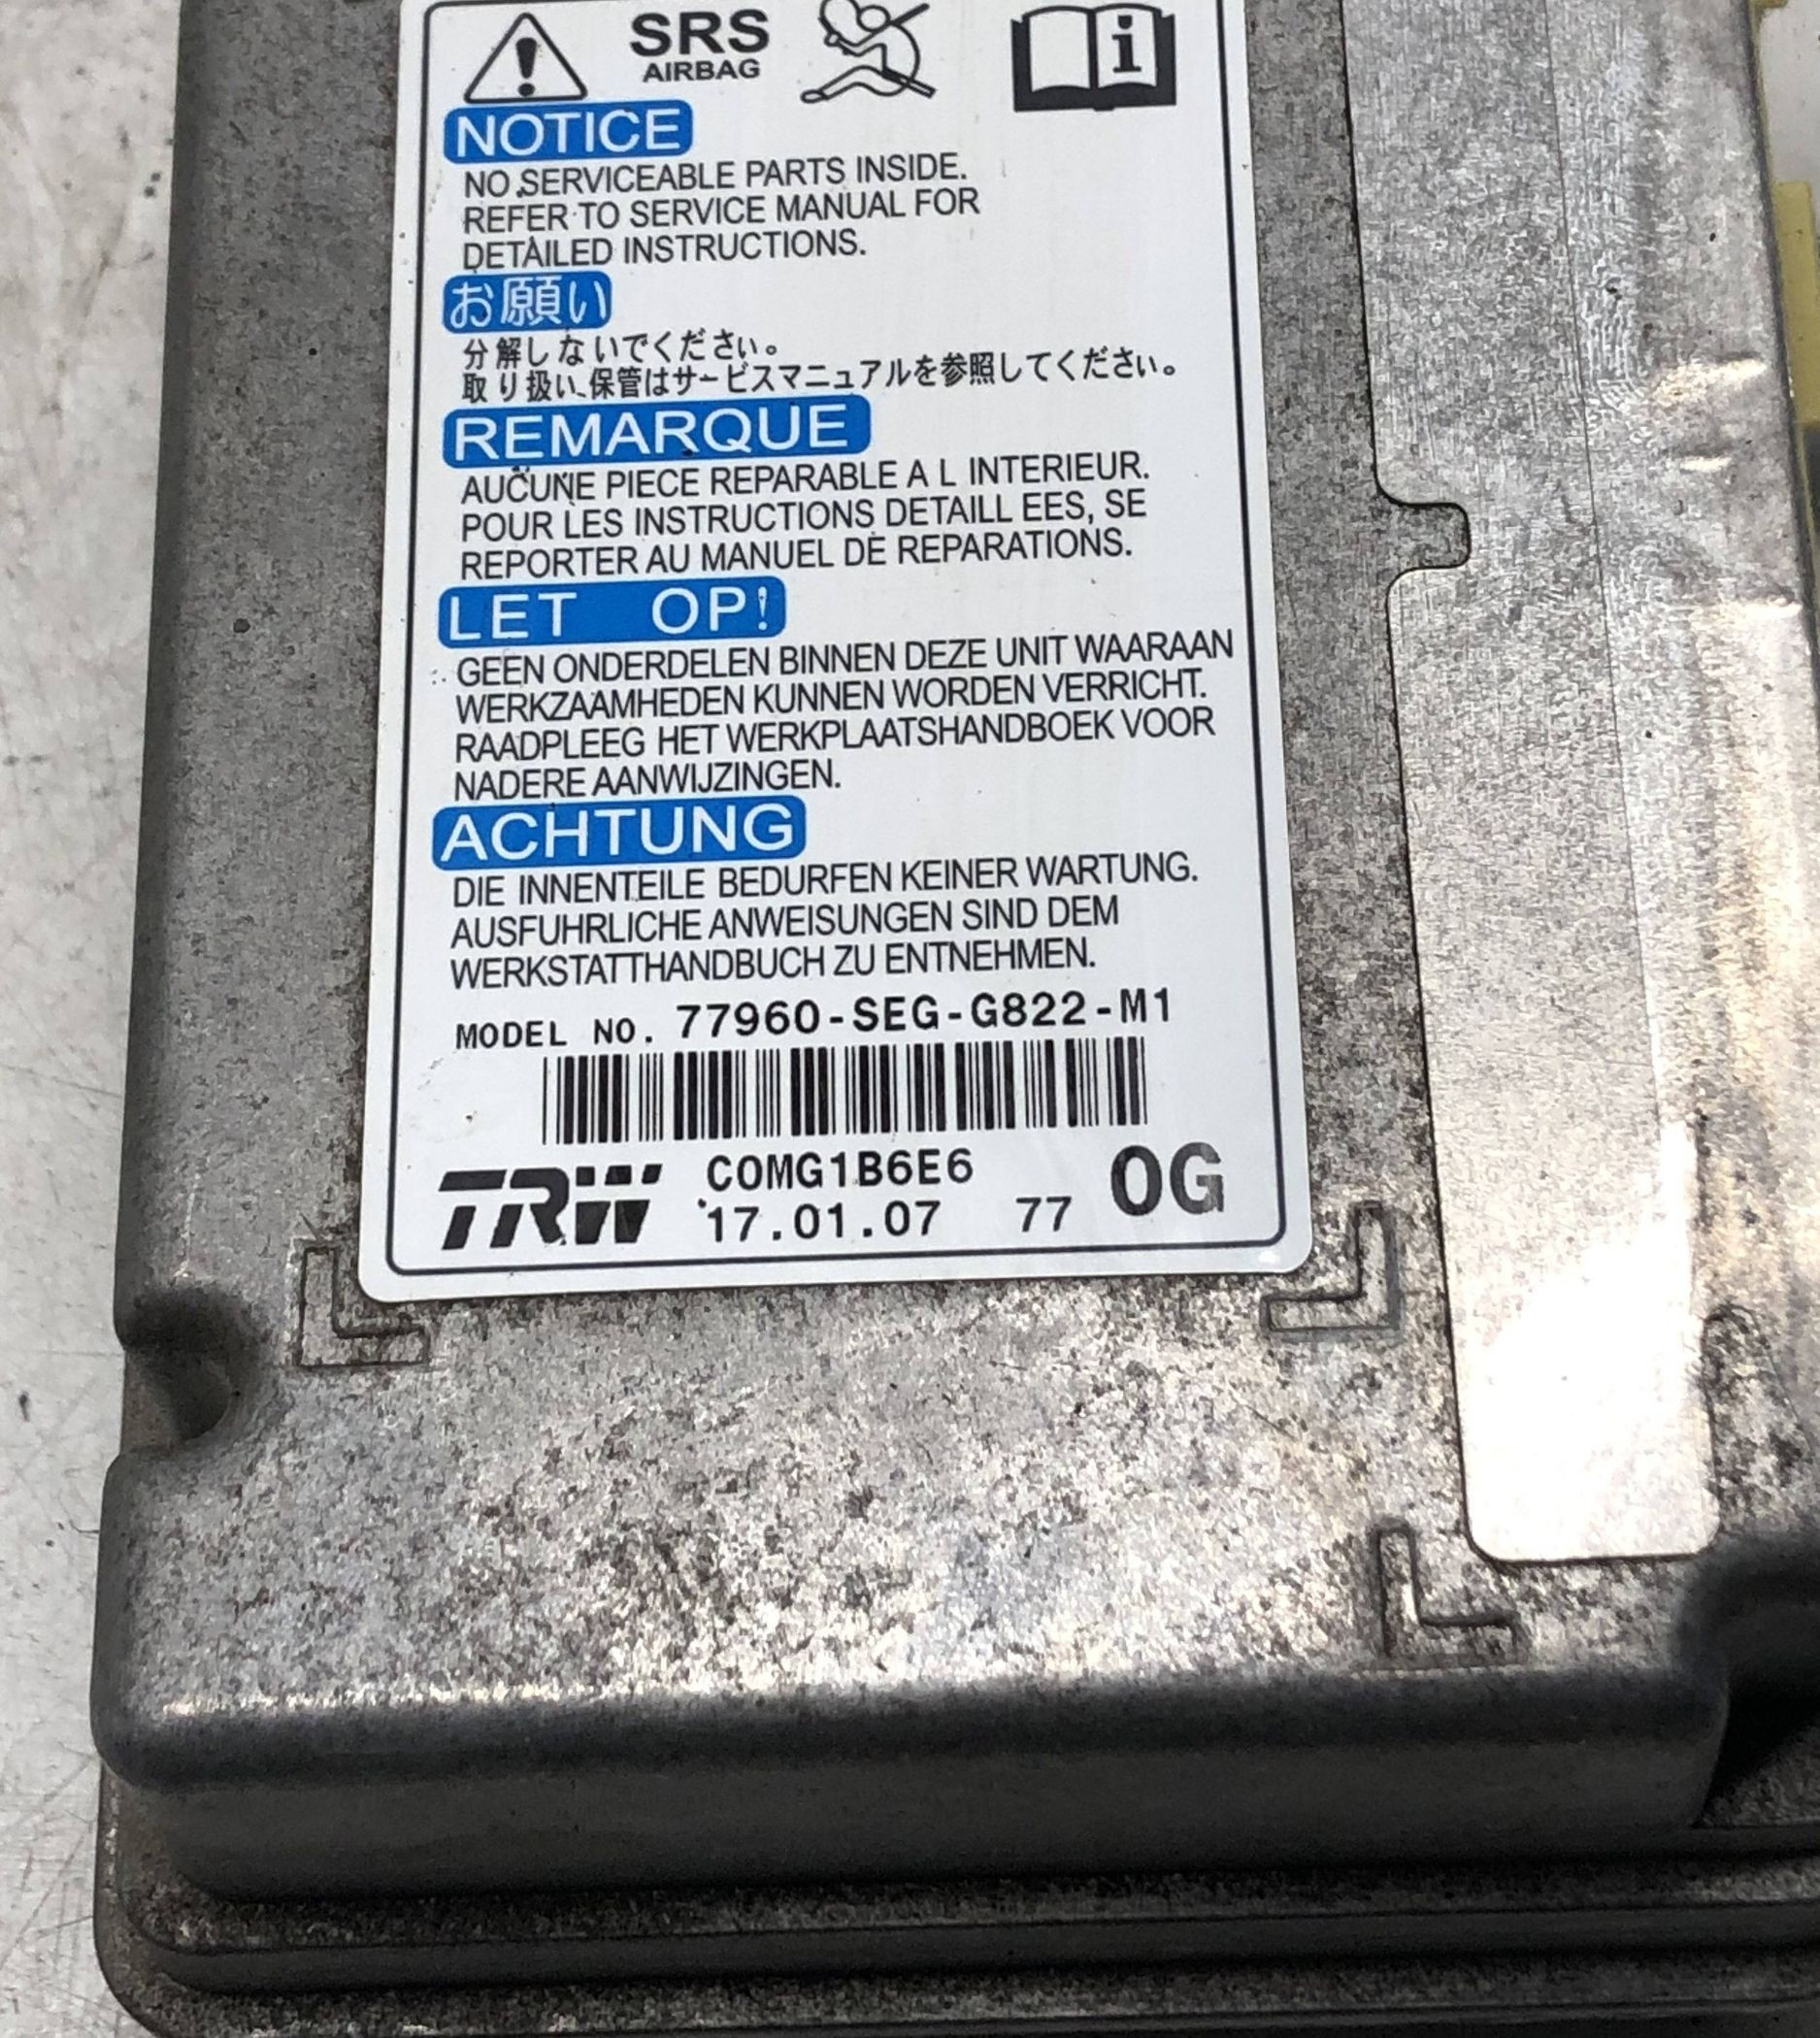 SRS
AIRBAG
i
NOTICE
NO SERVICEABLE PARTS INSIDE.
REFER TO SERVICE MANUAL FOR
DETAILED INSTRUCTIONS.
お願い
分解しないでください。
取り扱い、保管はサービスマニュアルを参照してください。
REMARQUE
AUCUNE PIECE REPARABLE A L INTERIEUR.
POUR LES INSTRUCTIONS DETAILL EES, SE
REPORTER AU MANUEL DE REPARATIONS.
LET OP!
GEEN ONDERDELEN BINNEN DEZE UNIT WAARAAN
WERKZAAMHEDEN KUNNEN WORDEN VERRICHT.
RAADPLEEG HET WERKPLAATSHANDBOEK VOOR
NADERE AANWIJZINGEN.
ACHTUNG
DIE INNENTEILE BEDURFEN KEINER WARTUNG.
AUSFUHRLICHE ANWEISUNGEN SIND DEM
WERKSTATTHANDBUCH ZU ENTNEHMEN.
MODEL NO. 77960-SEG-G822-M1
TRW C0MG1B6E6 0G
17.01.07 77